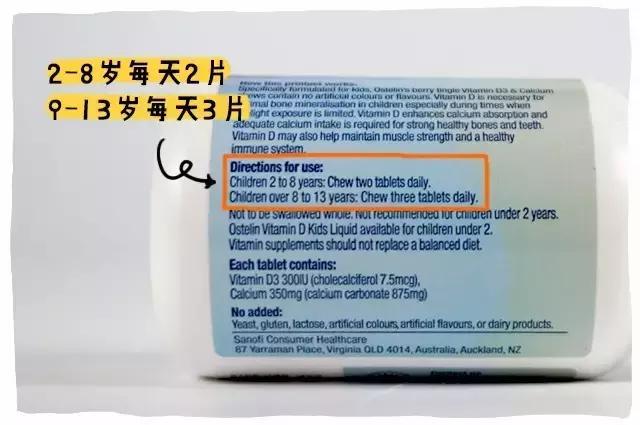 2-8岁每天2片
9-13岁每天3片
How this product works:
Specifically formulated for kids, Ostelin's berry tingle Vitamin D3 & Calcium
chews contain no artificial colours or flavours. Vitamin D is necessary for
mal bone mineralisation in children especially during times when
light exposure is limited. Vitamin D enhances calcium absorption and
adequate calcium intake is required for strong healthy bones and teeth.
Vitamin D may also help maintain muscle strength and a healthy
immune system.
Directions for use:
Children 2 to 8 years: Chew two tablets daily.
Children over 8 to 13 years: Chew three tablets daily.
Not to be swallowed whole. Not recommended for children under 2 years.
Ostelin Vitamin D Kids Liquid available for children under 2.
Vitamin supplements should not replace a balanced diet.
Each tablet contains:
Vitamin D3 300IU (cholecalciferol 7.5mcg),
Calcium 350mg (calcium carbonate 875mg)
No added:
Yeast, gluten, lactose, artificial colours, artificial flavours, or dairy products.
Sanofi Consumer Healthcare
87 Yarraman Place, Virginia QLD 4014, Australia, Auckland, NZ